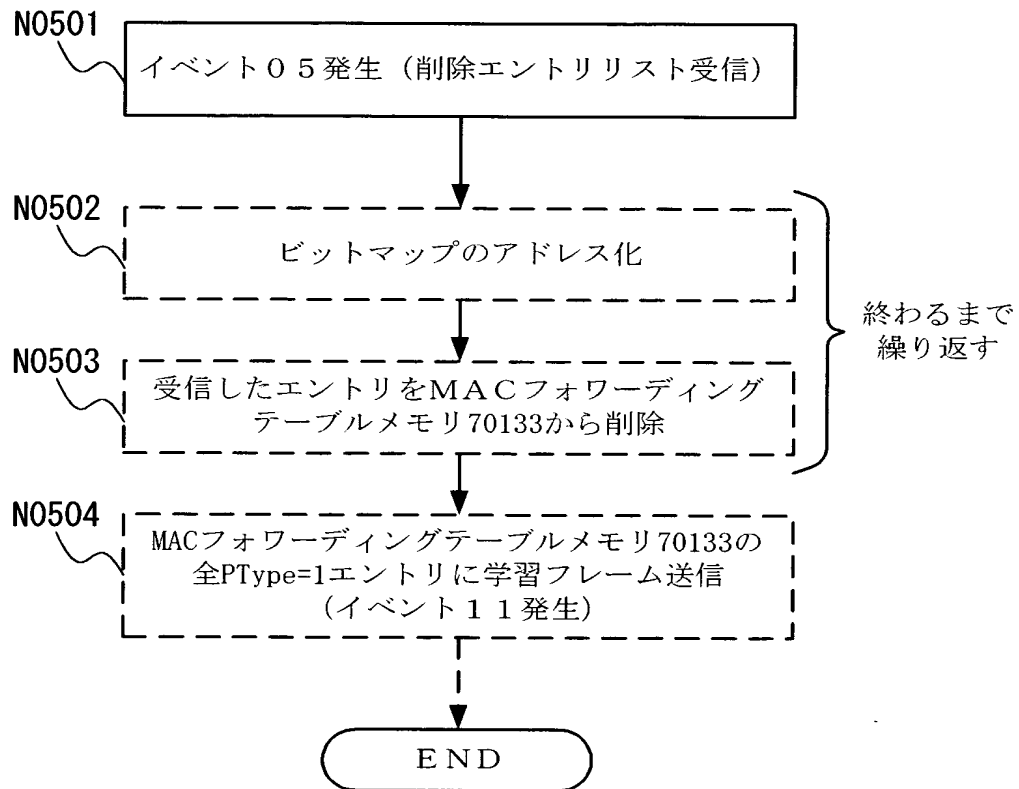 N0501
イベント０５発生（削除エントリリスト受信）
N0502
ビットマップのアドレス化
終わるまで
繰り返す
N0503
受信したエントリをＭＡＣフォワーディング
テーブルメモリ70133から削除
N0504
MACフォワーディングテーブルメモリ70133の
全PType=1エントリに学習フレーム送信
（イベント１１発生）
ＥＮＤ